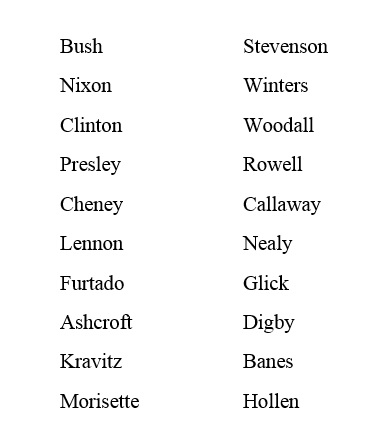 Bush Stevenson
Nixon Winters
Clinton Woodall
Presley Rowell
Cheney Callaway
Lennon Nealy
Furtado Glick
Ashcroft Digby
Kravitz Banes
Morisette Hollen